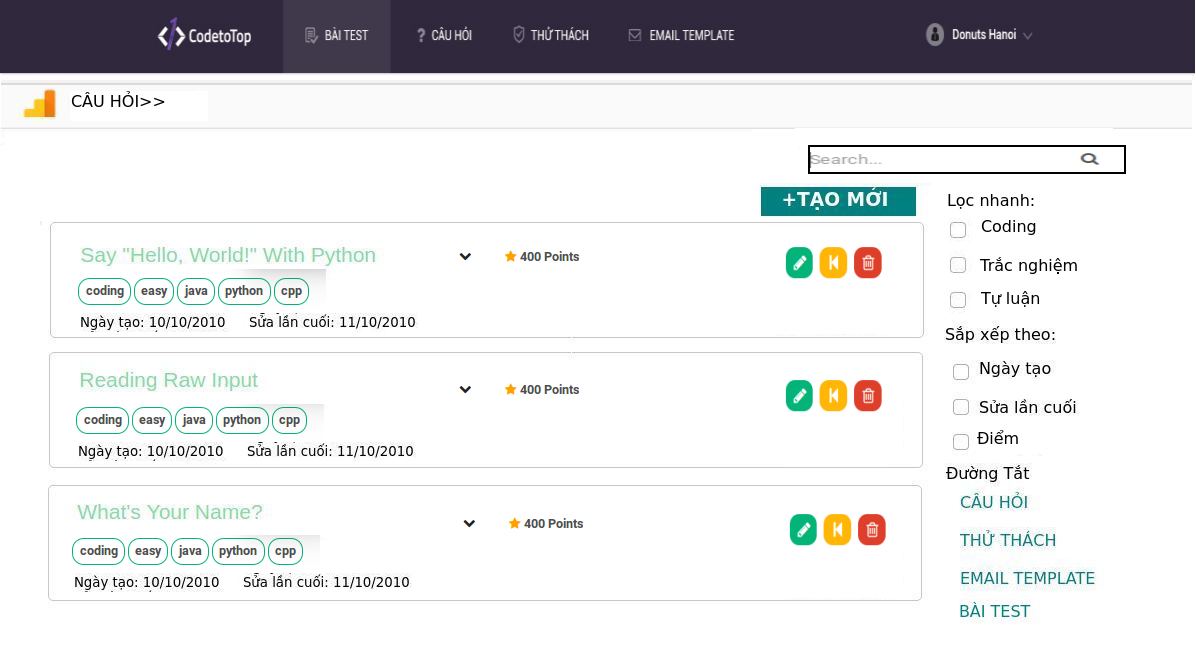 CodetoTop BÀI TEST ? CÂU HỎI THỬ THÁCH EMAIL TEMPLATE Donuts Hanoi
CÂU HỎI>>
Search...
+TẠO MỚI
Say "Hello, World!" With Python
400 Points
coding easy java python cpp
Ngày tạo: 10/10/2010 Sửa lần cuối: 11/10/2010
Reading Raw Input
400 Points
coding easy java python cpp
Ngày tạo: 10/10/2010 Sửa lần cuối: 11/10/2010
What's Your Name?
400 Points
coding easy java python cpp
Ngày tạo: 10/10/2010 Sửa lần cuối: 11/10/2010
Lọc nhanh:
Coding
Trắc nghiệm
Tự luận
Sắp xếp theo:
Ngày tạo
Sửa lần cuối
Điểm
Đường Tắt
CÂU HỎI
THỬ THÁCH
EMAIL TEMPLATE
BÀI TEST